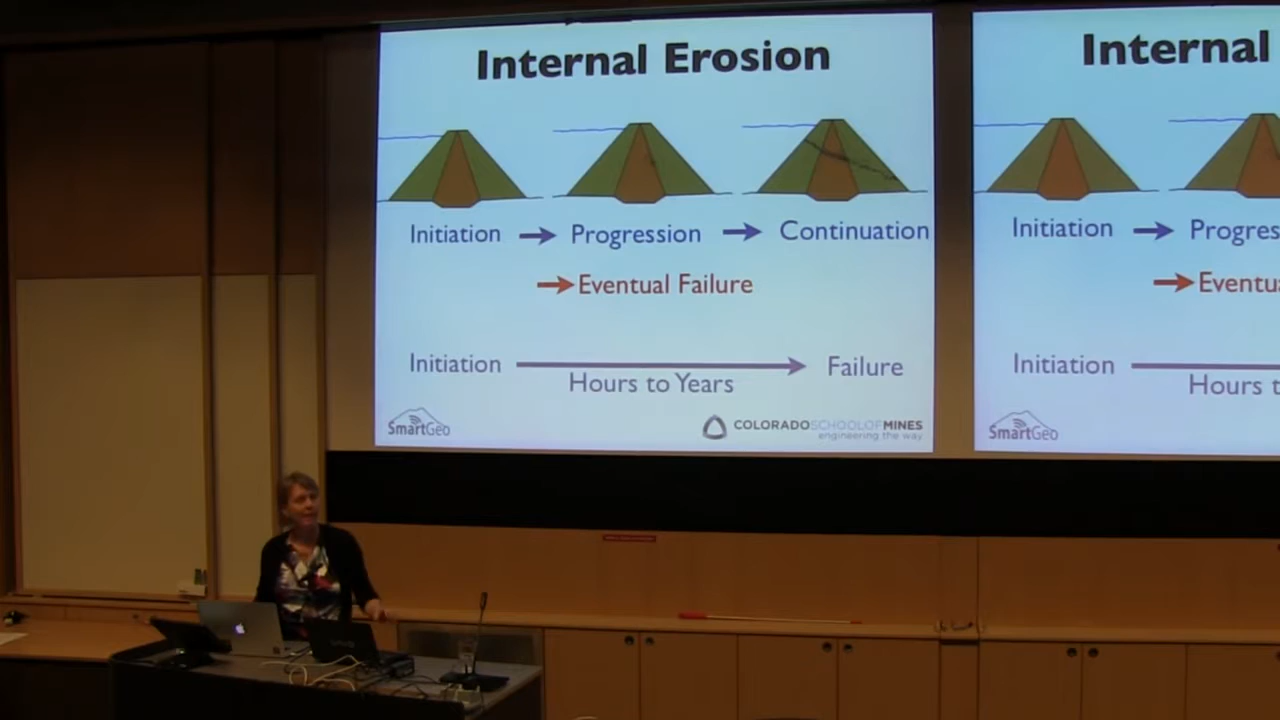 Internal Erosion
Initiation → Progression → Continuation
→ Eventual Failure
Initiation → Failure
Hours to Years
SmartGeo
COLORADOSCHOOLOFMINES
engineering the way
Internal
Initiation → Progres
→ Eventu
Initiation
Hours t
SmartGeo